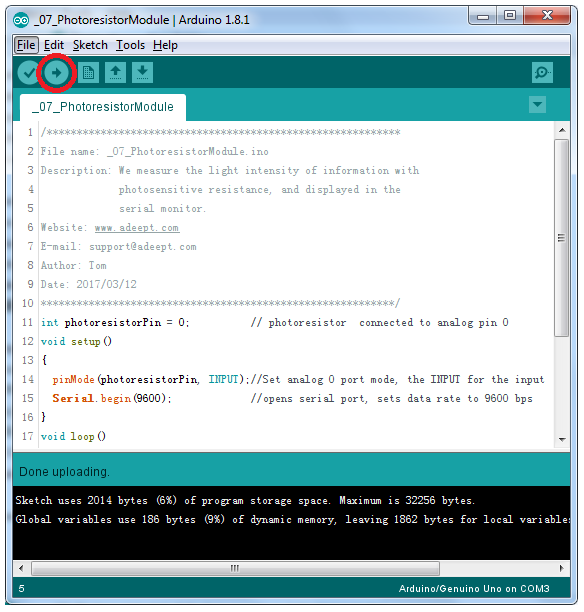 _07_PhotoresistorModule | Arduino 1.8.1
File Edit Sketch Tools Help
_07_PhotoresistorModule
1 /***********************************************************
2 File name: _07_PhotoresistorModule.ino
3 Description: We measure the light intensity of information with
4 photosensitive resistance, and displayed in the
5 serial monitor.
6 Website: www.adeept.com
7 E-mail: support@adeept.com
8 Author: Tom
9 Date: 2017/03/12
10 ***********************************************************/
11 int photoresistorPin = 0; // photoresistor connected to analog pin 0
12 void setup()
13 {
14 pinMode(photoresistorPin, INPUT);//Set analog 0 port mode, the INPUT for the input
15 Serial.begin(9600); //opens serial port, sets data rate to 9600 bps
16 }
17 void loop()
Done uploading.
Sketch uses 2014 bytes (6%) of program storage space. Maximum is 32256 bytes.
Global variables use 186 bytes (9%) of dynamic memory, leaving 1862 bytes for local variables
5 Arduino/Genuino Uno on COM3